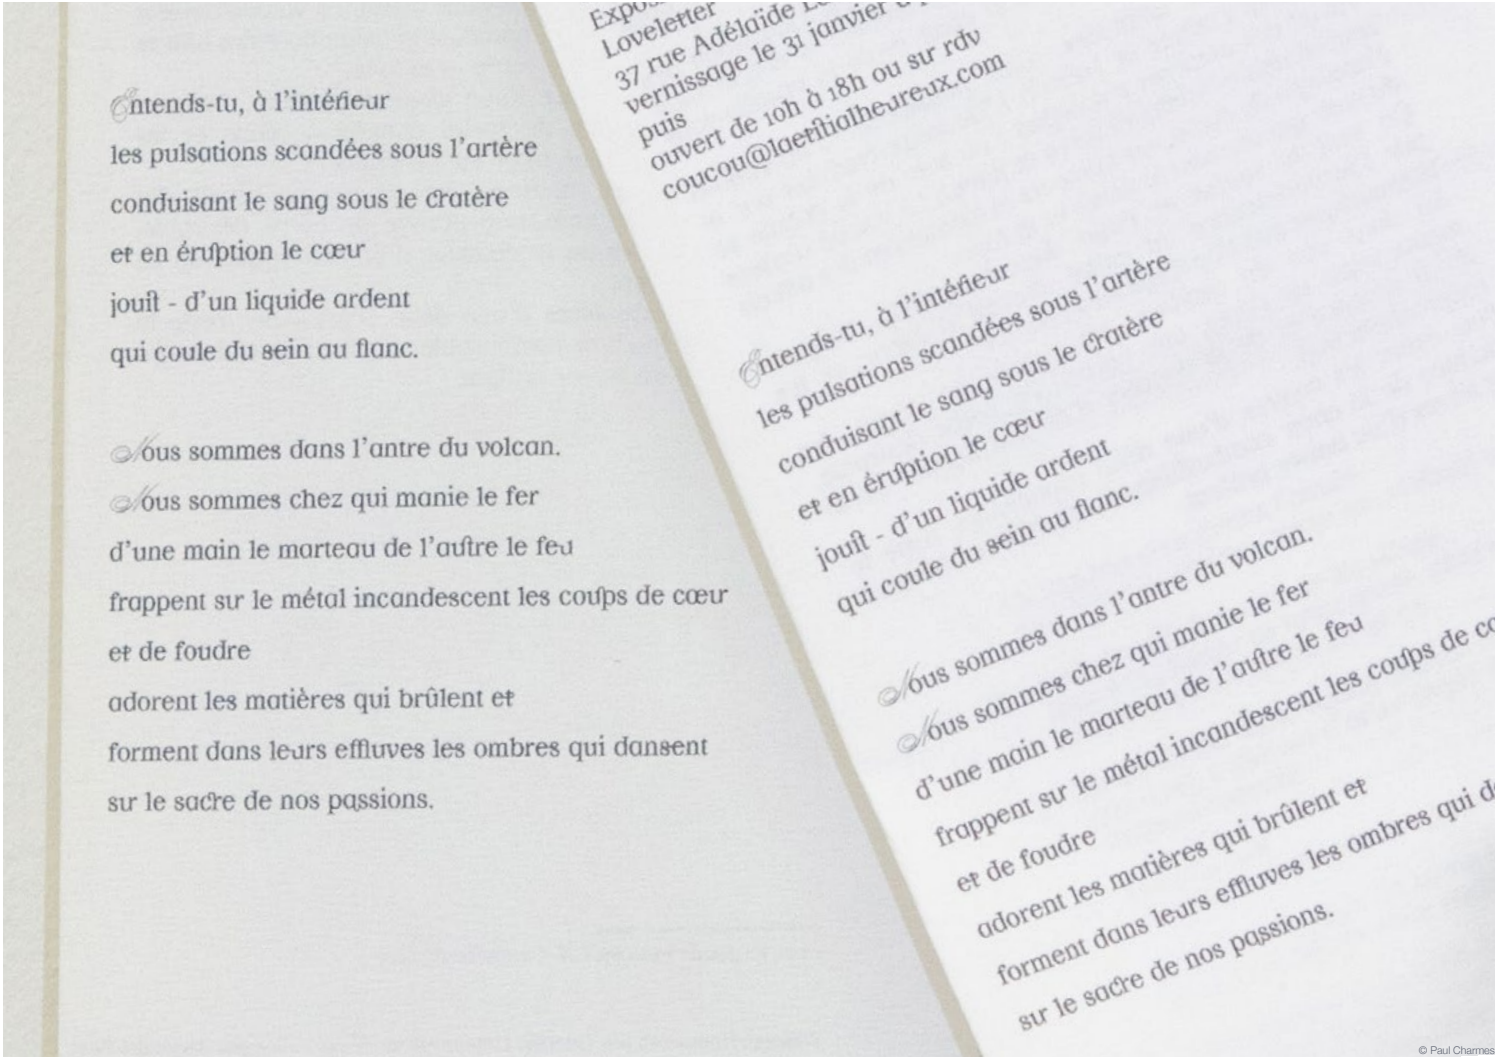 Entends-tu, à l'intérieur
les pulsations scandées sous l'artère
conduisant le sang sous le cratère
et en éruption le cœur
jouit - d'un liquide ardent
qui coule du sein au flanc.
Nous sommes dans l'antre du volcan.
Nous sommes chez qui manie le fer
d'une main le marteau de l'autre le feu
frappent sur le métal incandescent les coups de cœur
et de foudre
adorent les matières qui brûlent et
forment dans leurs effluves les ombres qui dansent
sur le sacre de nos passions.
Loveletter
37 rue Adélaïde
vernissage le 31 janvier
puis
ouvert de 10h à 18h ou sur rdv
coucou@laetitialheureux.com
Entends-tu, à l'intérieur
les pulsations scandées sous l'artère
conduisant le sang sous le cratère
et en éruption le cœur
jouit - d'un liquide ardent
qui coule du sein au flanc.
Nous sommes dans l'antre du volcan.
Nous sommes chez qui manie le fer
d'une main le marteau de l'autre le feu
frappent sur le métal incandescent les coups de
et de foudre
adorent les matières qui brûlent et
forment dans leurs effluves les ombres qui
sur le sacre de nos passions.
© Paul Charmes